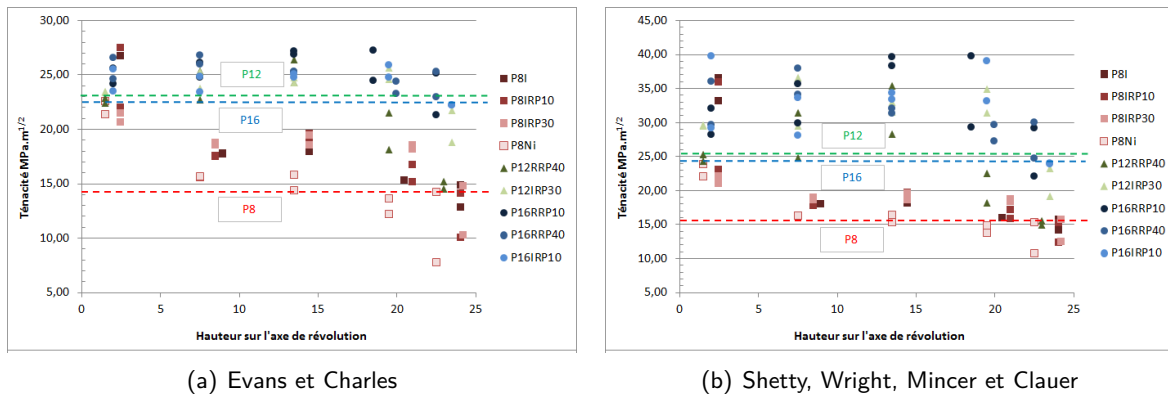 30,00
25,00
20,00
15,00
10,00
5,00
0 5 10 15 20 25
Ténacité MPa.m1/2
Hauteur sur l'axe de révolution
P12
P16
P8
P8I
P8IRP10
P8IRP30
P8Ni
P12RRP40
P12IRP30
P16RRP10
P16RRP40
P16IRP10
(a) Evans et Charles
45,00
40,00
35,00
30,00
25,00
20,00
15,00
10,00
5,00
0 5 10 15 20 25
Ténacité MPa.m1/2
Hauteur sur l'axe de révolution
P12
P16
P8
P8I
P8IRP10
P8IRP30
P8Ni
P12RRP40
P12IRP30
P16RRP10
P16RRP40
P16IRP10
(b) Shetty, Wright, Mincer et Clauer